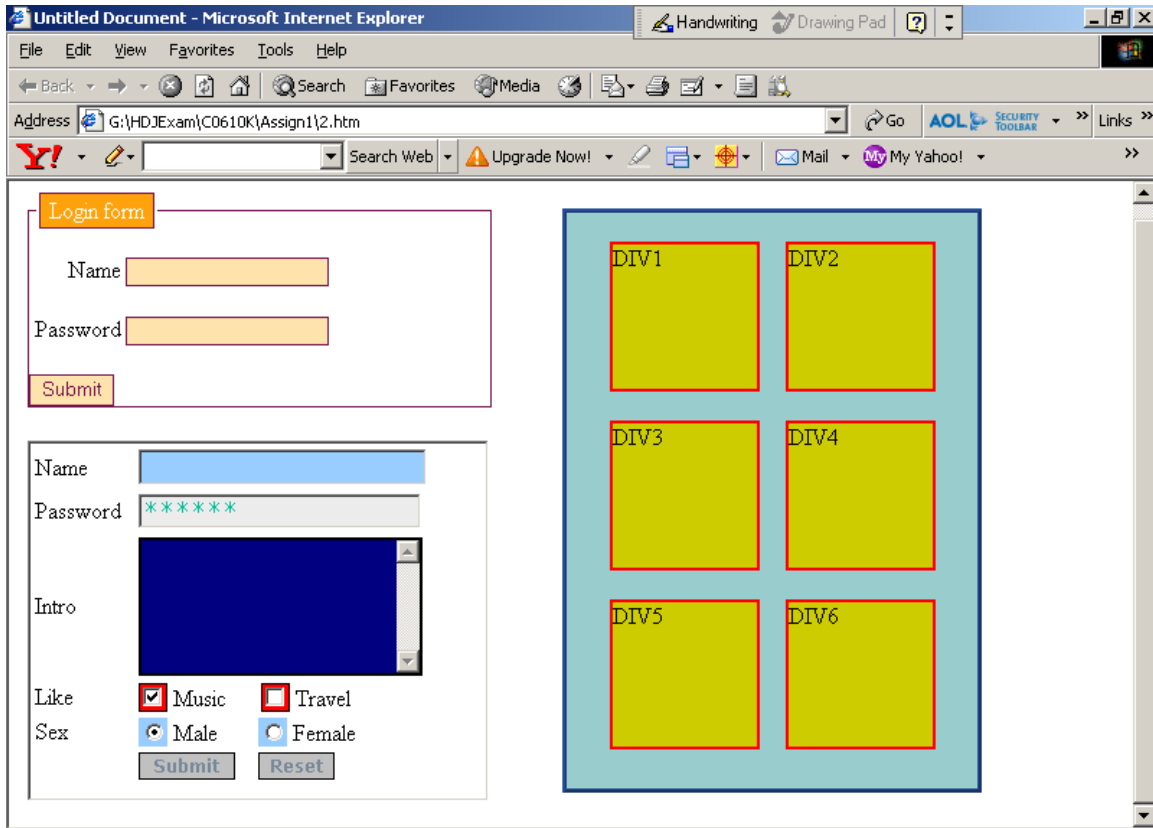 Untitled Document - Microsoft Internet Explorer
Handwriting Drawing Pad
File Edit View Favorites Tools Help
Back Search Favorites Media
Address G:\HDJExam\C0610K\Assign1\2.htm Go AOL SECURITY TOOLBAR » Links »
Y! Search Web Upgrade Now! Mail My My Yahoo! »
Login form
Name
Password
Submit
Name
Password ******
Intro
Like Music Travel
Sex Male Female
Submit Reset
DIV1 DIV2
DIV3 DIV4
DIV5 DIV6